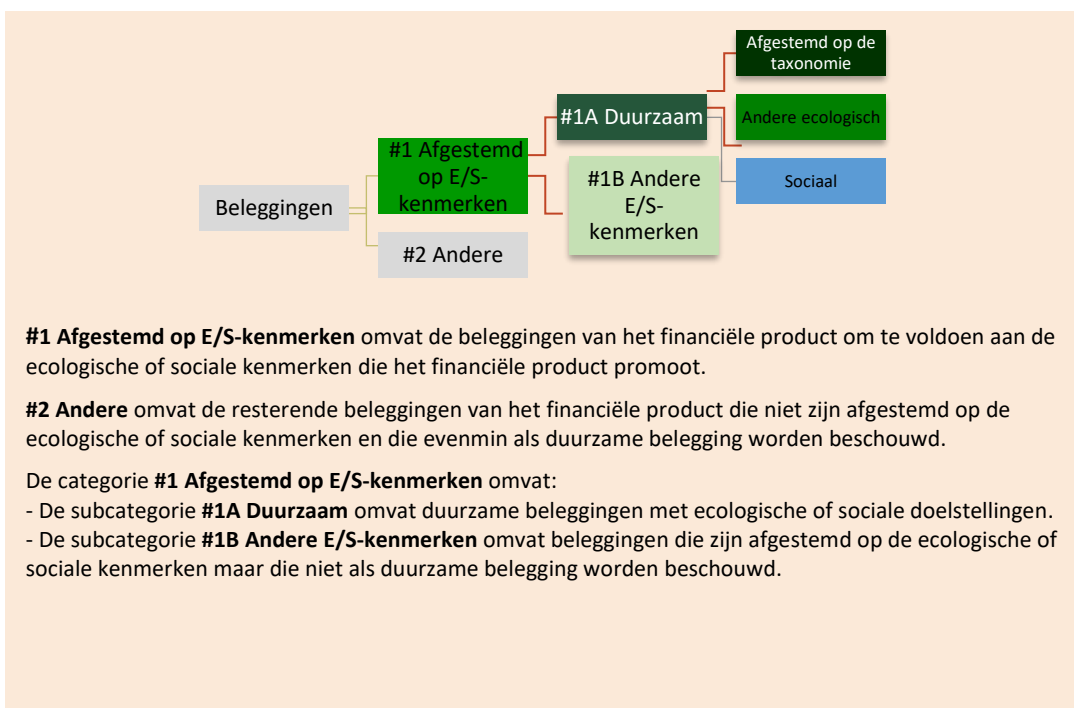 Afgestemd op de
taxonomie
#1A Duurzaam
Andere ecologisch
#1 Afgestemd
op E/S-
kenmerken
#1B Andere
E/S-
kenmerken
Sociaal
Beleggingen
#2 Andere
#1 Afgestemd op E/S-kenmerken omvat de beleggingen van het financiële product om te voldoen aan de
ecologische of sociale kenmerken die het financiële product promoot.
#2 Andere omvat de resterende beleggingen van het financiële product die niet zijn afgestemd op de
ecologische of sociale kenmerken en die evenmin als duurzame belegging worden beschouwd.
De categorie #1 Afgestemd op E/S-kenmerken omvat:
- De subcategorie #1A Duurzaam omvat duurzame beleggingen met ecologische of sociale doelstellingen.
- De subcategorie #1B Andere E/S-kenmerken omvat beleggingen die zijn afgestemd op de ecologische of
sociale kenmerken maar die niet als duurzame belegging worden beschouwd.